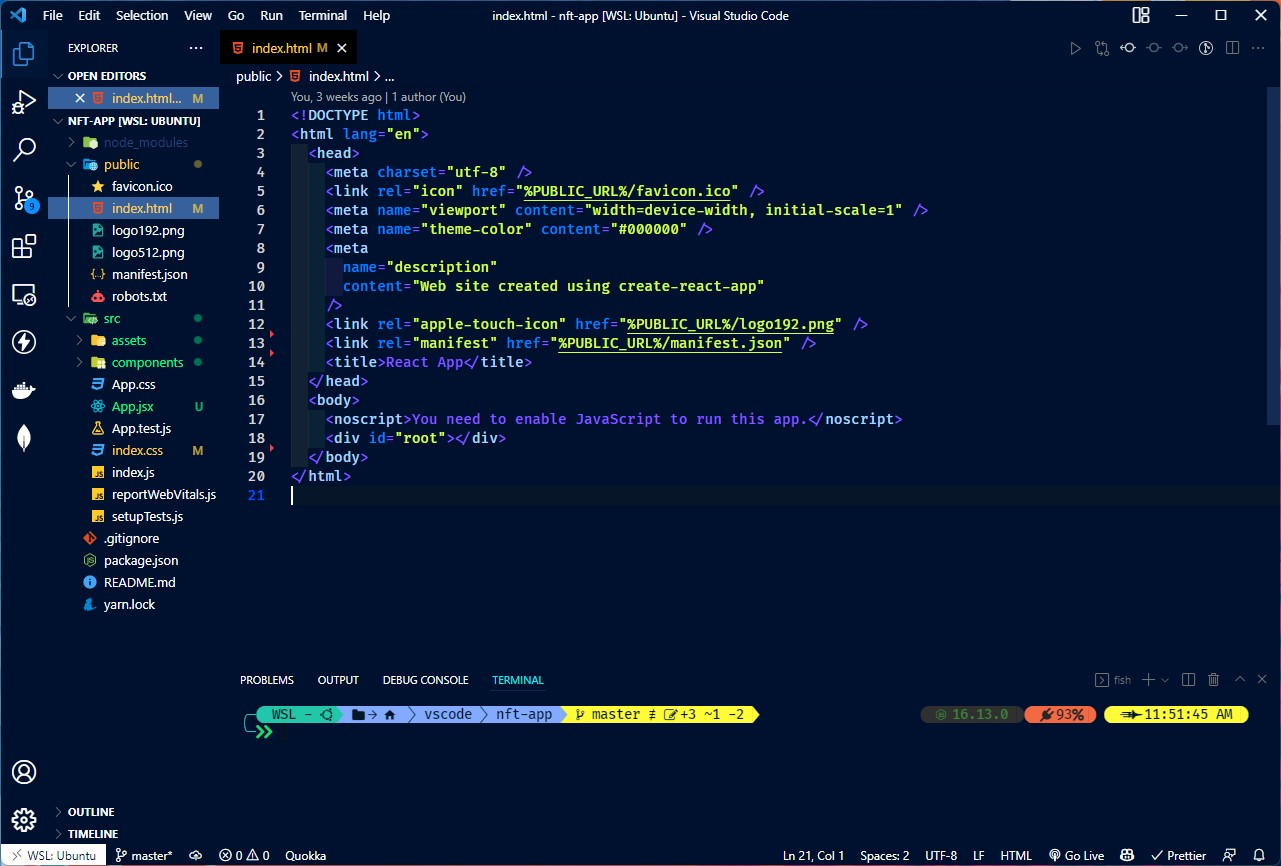 File Edit Selection View Go Run Terminal Help index.html - nft-app [WSL: Ubuntu] - Visual Studio Code
EXPLORER
OPEN EDITORS
index.html... M
NFT-APP [WSL: UBUNTU]
node_modules
public
favicon.ico
index.html M
logo192.png
logo512.png
manifest.json
robots.txt
src
assets
components
App.css
App.jsx U
App.test.js
index.css M
index.js
reportWebVitals.js
setupTests.js
.gitignore
package.json
README.md
yarn.lock
OUTLINE
TIMELINE
9
index.html M
public > index.html > ...
You, 3 weeks ago | 1 author (You)
1 <!DOCTYPE html>
2 <html lang="en">
3 <head>
4 <meta charset="utf-8" />
5 <link rel="icon" href="%PUBLIC_URL%/favicon.ico" />
6 <meta name="viewport" content="width=device-width, initial-scale=1" />
7 <meta name="theme-color" content="#000000" />
8 <meta
9 name="description"
10 content="Web site created using create-react-app"
11 />
12 <link rel="apple-touch-icon" href="%PUBLIC_URL%/logo192.png" />
13 <link rel="manifest" href="%PUBLIC_URL%/manifest.json" />
14 <title>React App</title>
15 </head>
16 <body>
17 <noscript>You need to enable JavaScript to run this app.</noscript>
18 <div id="root"></div>
19 </body>
20 </html>
21
PROBLEMS OUTPUT DEBUG CONSOLE TERMINAL fish
WSL - vscode nft-app master ≢ +3 ~1 -2 16.13.0 93% 11:51:45 AM
WSL: Ubuntu master* 0 0 Quokka Ln 21, Col 1 Spaces: 2 UTF-8 LF HTML Go Live Prettier